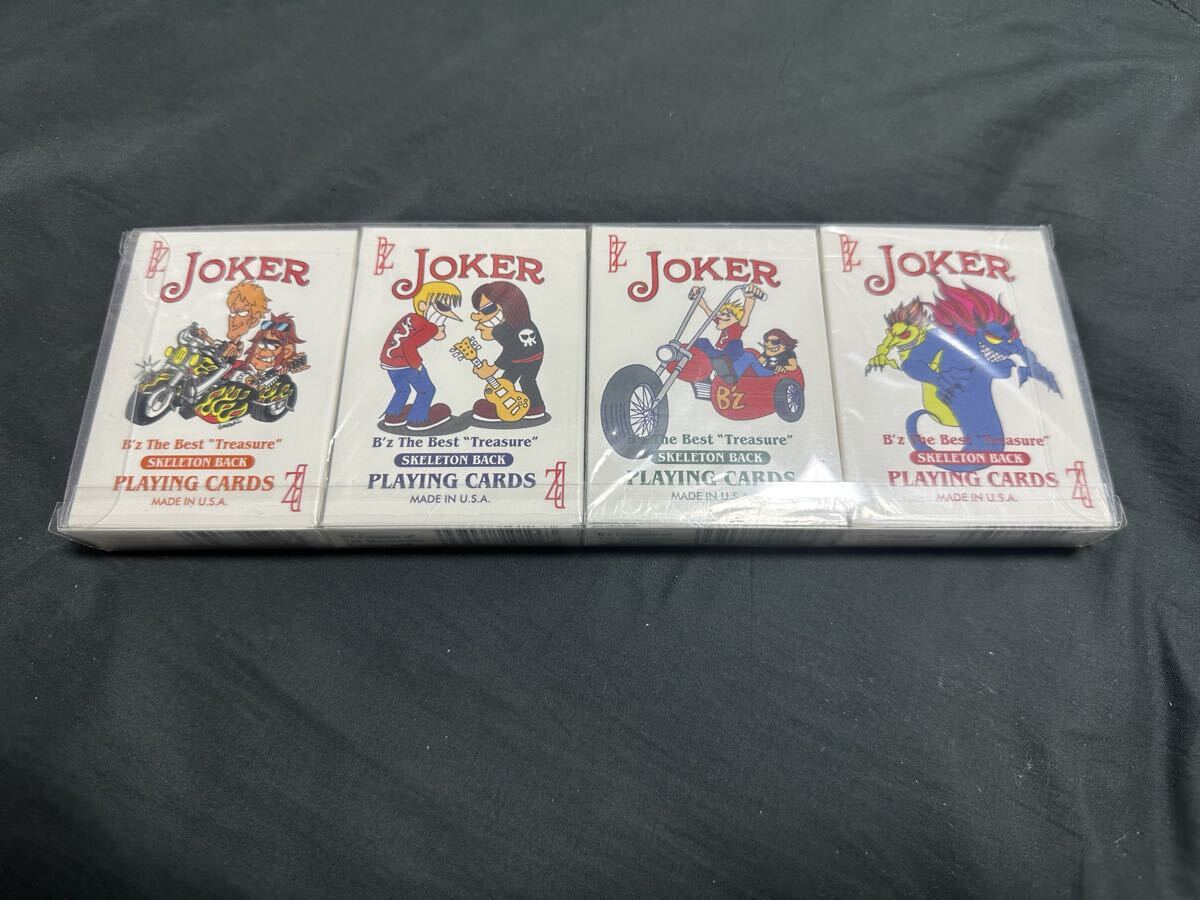 B'z
JOKER
B'z The Best "Treasure"
SKELETON BACK
PLAYING CARDS
MADE IN U.S.A.
B'z
B'z
JOKER
B'z The Best "Treasure"
SKELETON BACK
PLAYING CARDS
MADE IN U.S.A.
B'z
B'z
JOKER
B'z
B'z The Best "Treasure"
SKELETON BACK
PLAYING CARDS
MADE IN U.S.A.
B'z
B'z
JOKER
B'z The Best "Treasure"
SKELETON BACK
PLAYING CARDS
MADE IN U.S.A.
B'z